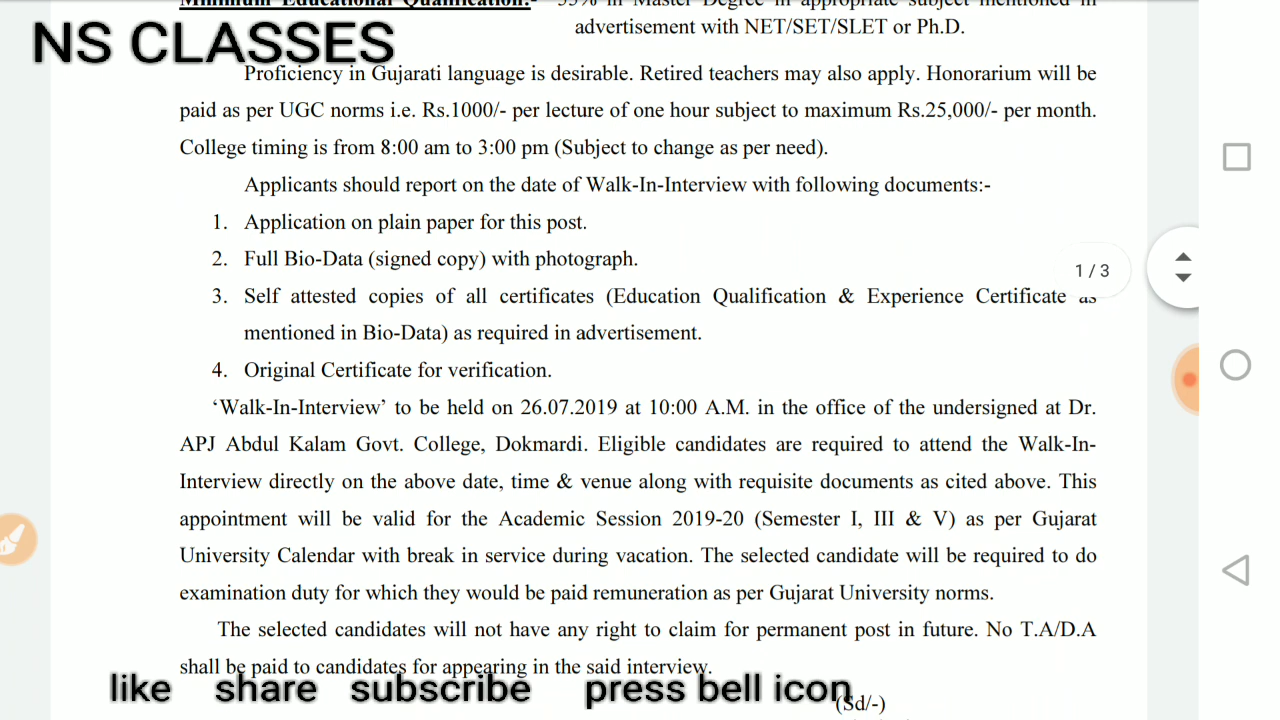 Minimum Educational Qualification:- 55% in Master Degree in appropriate subject mentioned in
advertisement with NET/SET/SLET or Ph.D.
NS CLASSES
Proficiency in Gujarati language is desirable. Retired teachers may also apply. Honorarium will be
paid as per UGC norms i.e. Rs.1000/- per lecture of one hour subject to maximum Rs.25,000/- per month.
College timing is from 8:00 am to 3:00 pm (Subject to change as per need).
Applicants should report on the date of Walk-In-Interview with following documents:-
1. Application on plain paper for this post.
2. Full Bio-Data (signed copy) with photograph.
1 / 3
3. Self attested copies of all certificates (Education Qualification & Experience Certificate as
mentioned in Bio-Data) as required in advertisement.
4. Original Certificate for verification.
‘Walk-In-Interview’ to be held on 26.07.2019 at 10:00 A.M. in the office of the undersigned at Dr.
APJ Abdul Kalam Govt. College, Dokmardi. Eligible candidates are required to attend the Walk-In-
Interview directly on the above date, time & venue along with requisite documents as cited above. This
appointment will be valid for the Academic Session 2019-20 (Semester I, III & V) as per Gujarat
University Calendar with break in service during vacation. The selected candidate will be required to do
examination duty for which they would be paid remuneration as per Gujarat University norms.
The selected candidates will not have any right to claim for permanent post in future. No T.A/D.A
shall be paid to candidates for appearing in the said interview.
like share subscribe press bell icon
(Sd/-)